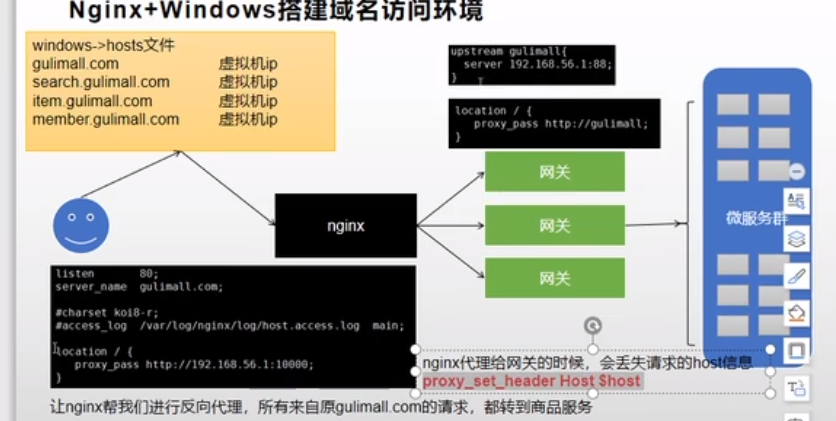 Nginx+Windows搭建域名访问环境
windows->hosts文件
gulimall.com 虚拟机ip
search.gulimall.com 虚拟机ip
item.gulimall.com 虚拟机ip
member.gulimall.com 虚拟机ip
upstream gulimall{
server 192.168.56.1:88;
}
location / {
proxy_pass http://gulimall;
}
nginx
网关
网关
网关
微服务群
listen 80;
server_name gulimall.com;
#charset koi8-r;
#access_log /var/log/nginx/log/host.access.log main;
location / {
proxy_pass http://192.168.56.1:10000;
}
nginx代理给网关的时候，会丢失请求的host信息
proxy_set_header Host $host
让nginx帮我们进行反向代理，所有来自原gulimall.com的请求，都转到商品服务